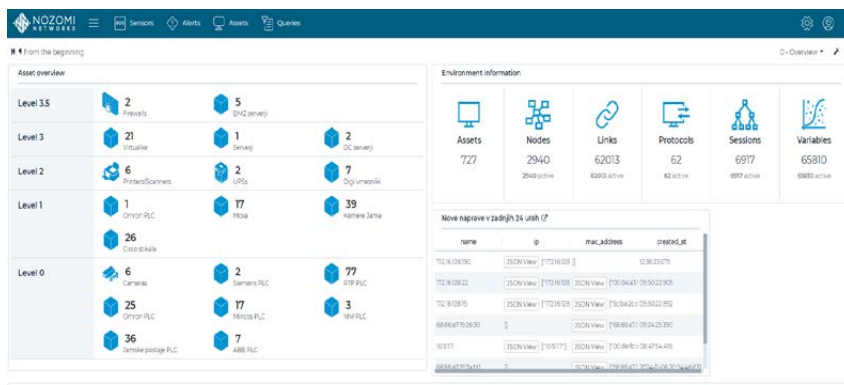 NOZOMI NETWORKS Sensors Alerts Assets Queries
from the beginning 0 - Overview
Asset overview
Level 3.5
2 Firewalls
5 DMZ serverji
Level 3
21 Virtualke
1 Serverji
2 DC serverji
Level 2
6 Printers/Scanners
2 UPSs
7 Digi vmesniki
Level 1
1 Omron PLC
17 Moxa
39 Kamere Jama
26 Cisco stikala
Level 0
6 Cameras
2 Siemens PLC
77 RTP PLC
25 Omron PLC
17 Mincos PLC
3 NM PLC
36 Jamske postaje PLC
7 ABB PLC
Environment information
Assets Nodes Links Protocols Sessions Variables
727 2940 62013 62 6917 65810
2940 active 62013 active 62 active 6917 active 65810 active
Nove naprave v zadnjih 24 urah
name ip mac_address created_at
JSON View
JSON View JSON View
JSON View JSON View
JSON View
JSON View JSON View
JSON View